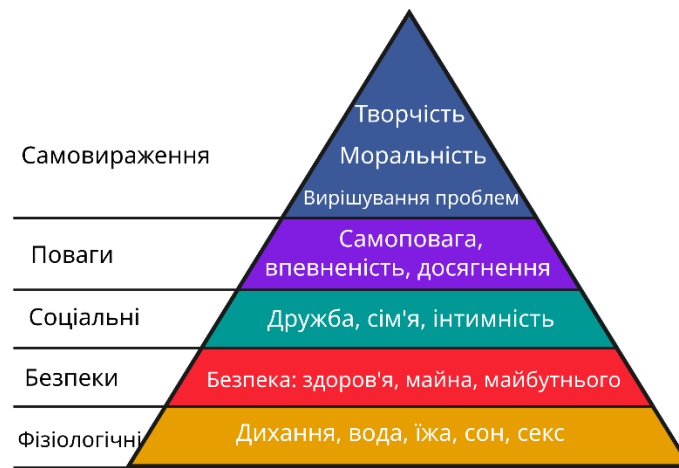 Творчість
Самовираження
Моральність
Вирішування проблем
Поваги
Самоповага,
впевненість, досягнення
Соціальні
Дружба, сім'я, інтимність
Безпеки
Безпека: здоров'я, майна, майбутнього
Фізіологічні
Дихання, вода, їжа, сон, секс